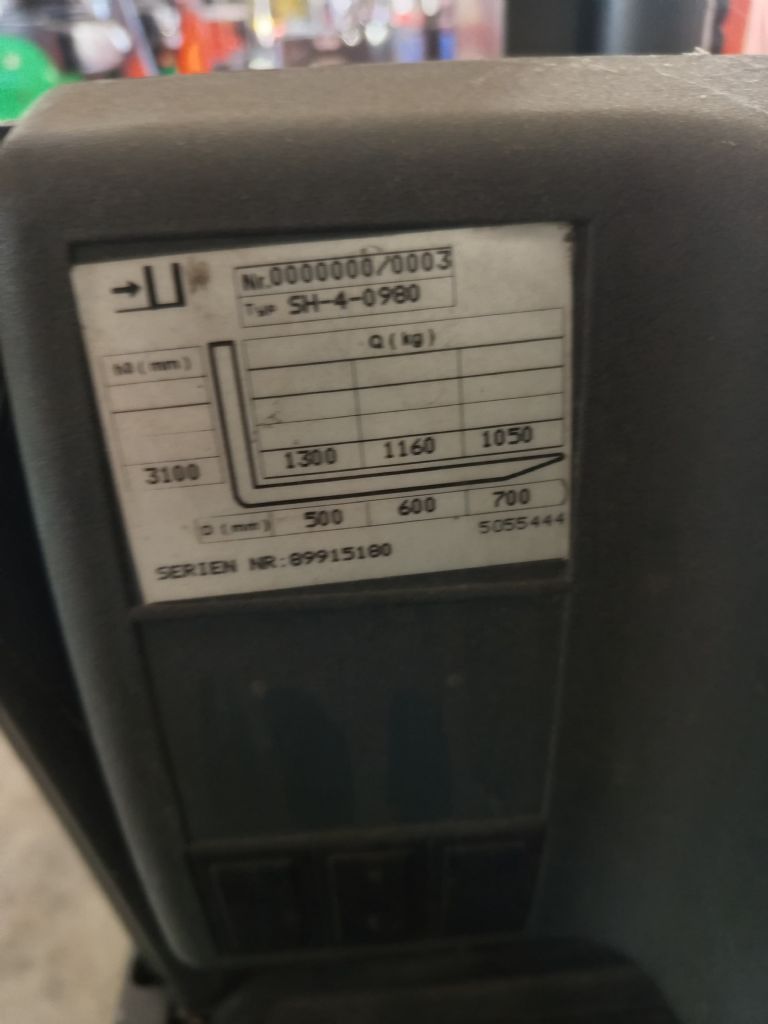 Nr.0000000/0003
Typ SH-4-0980
Q (kg)
h3 (mm)
3100 1300 1160 1050
D (mm) 500 600 700
5055444
SERIEN NR:89915180